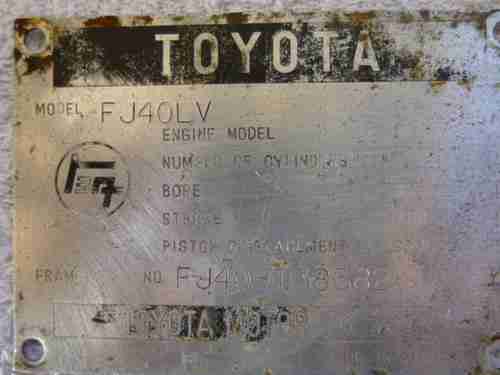 TOYOTA
MODEL FJ40LV
ENGINE MODEL
NUMBER OF CYLINDERS
BORE
STROKE
PISTON DISPLACEMENT
FRAME NO
TOYOTA MOTOR